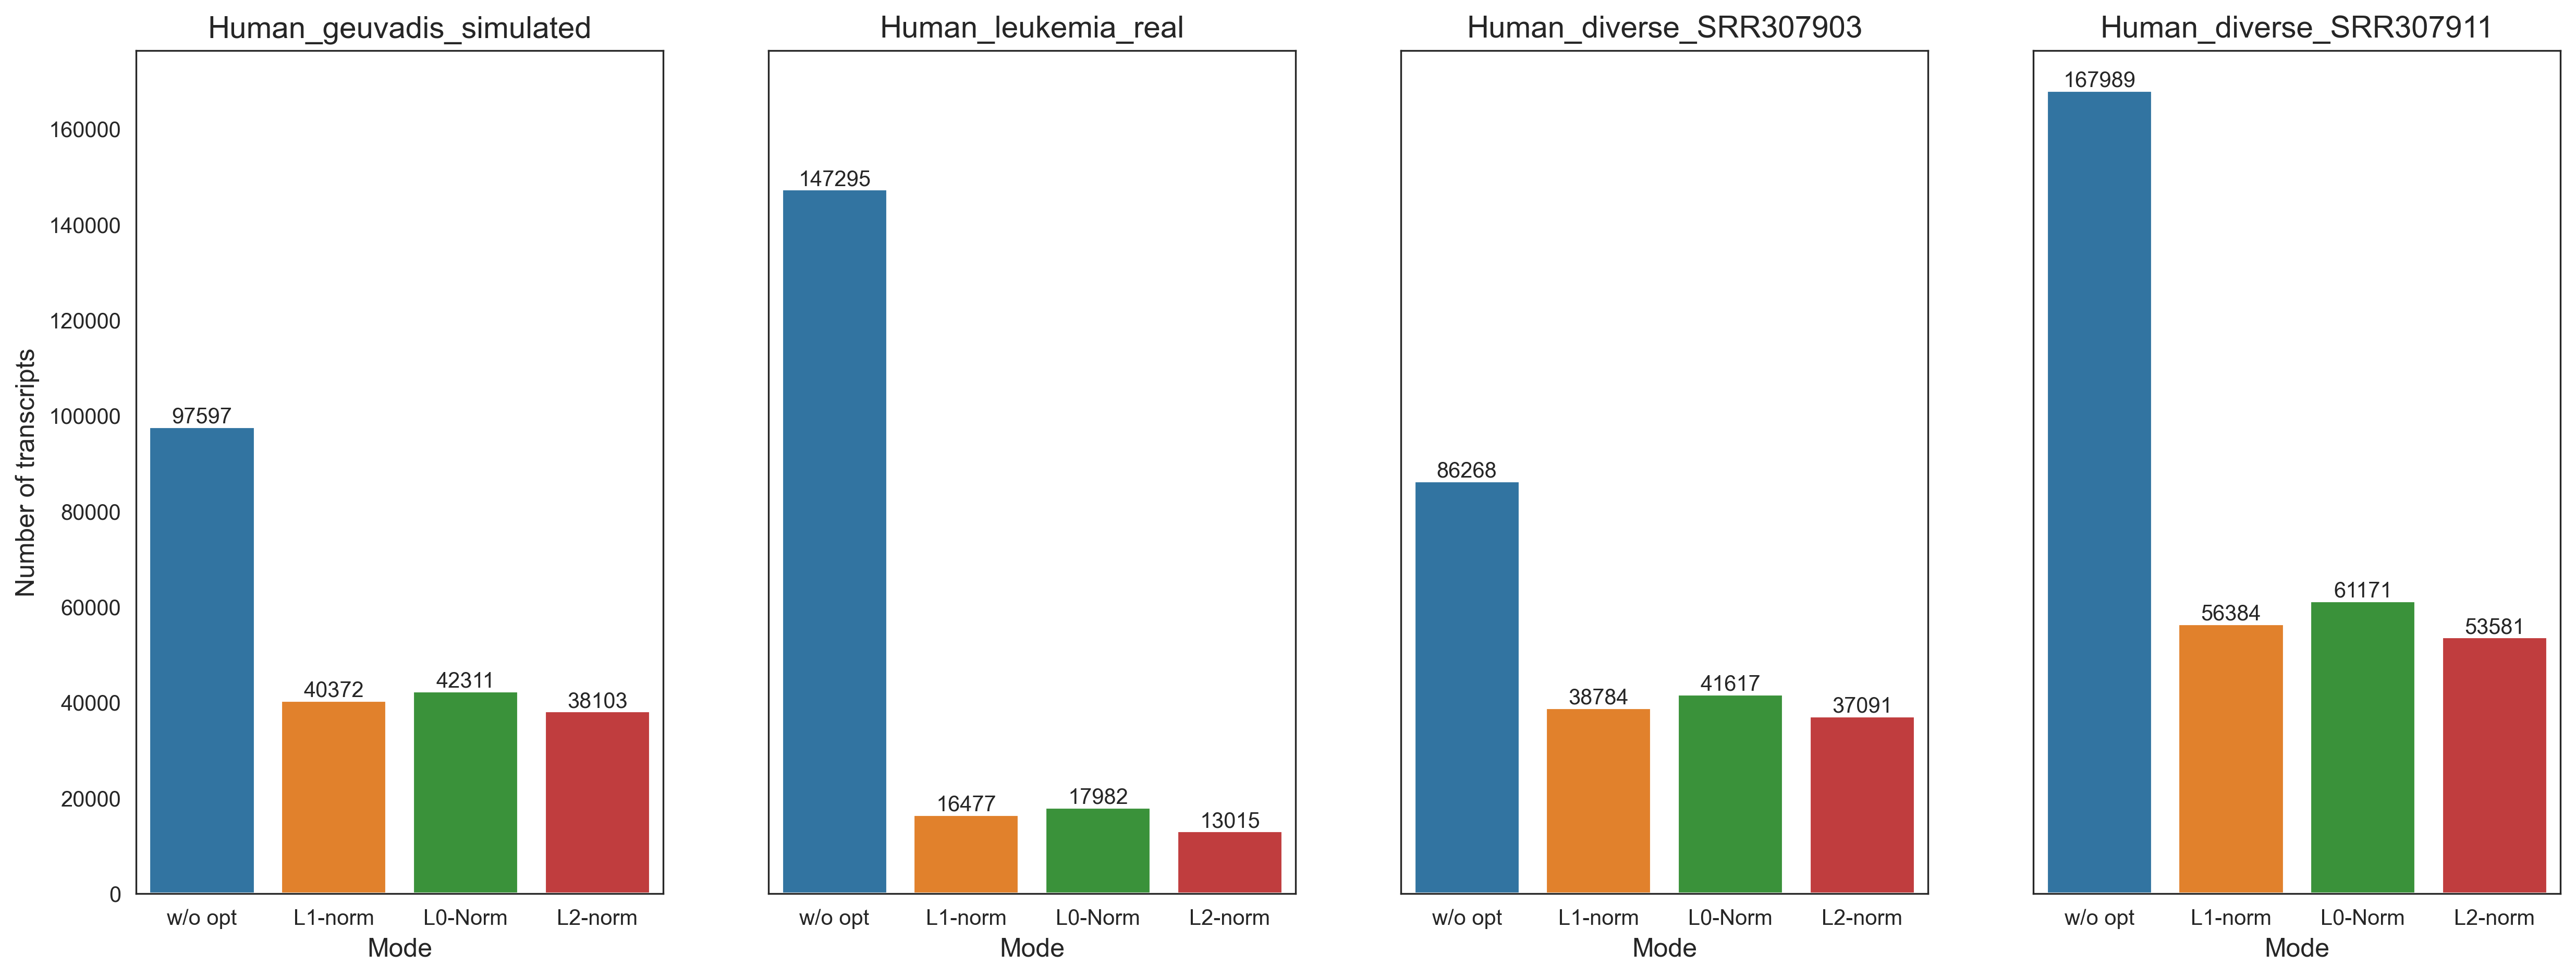 Human_geuvadis_simulated
Number of transcripts
160000
140000
120000
100000
80000
60000
40000
20000
0
97597
40372
42311
38103
w/o opt L1-norm L0-Norm L2-norm
Mode
Human_leukemia_real
147295
16477
17982
13015
w/o opt L1-norm L0-Norm L2-norm
Mode
Human_diverse_SRR307903
86268
38784
41617
37091
w/o opt L1-norm L0-Norm L2-norm
Mode
Human_diverse_SRR307911
167989
56384
61171
53581
w/o opt L1-norm L0-Norm L2-norm
Mode